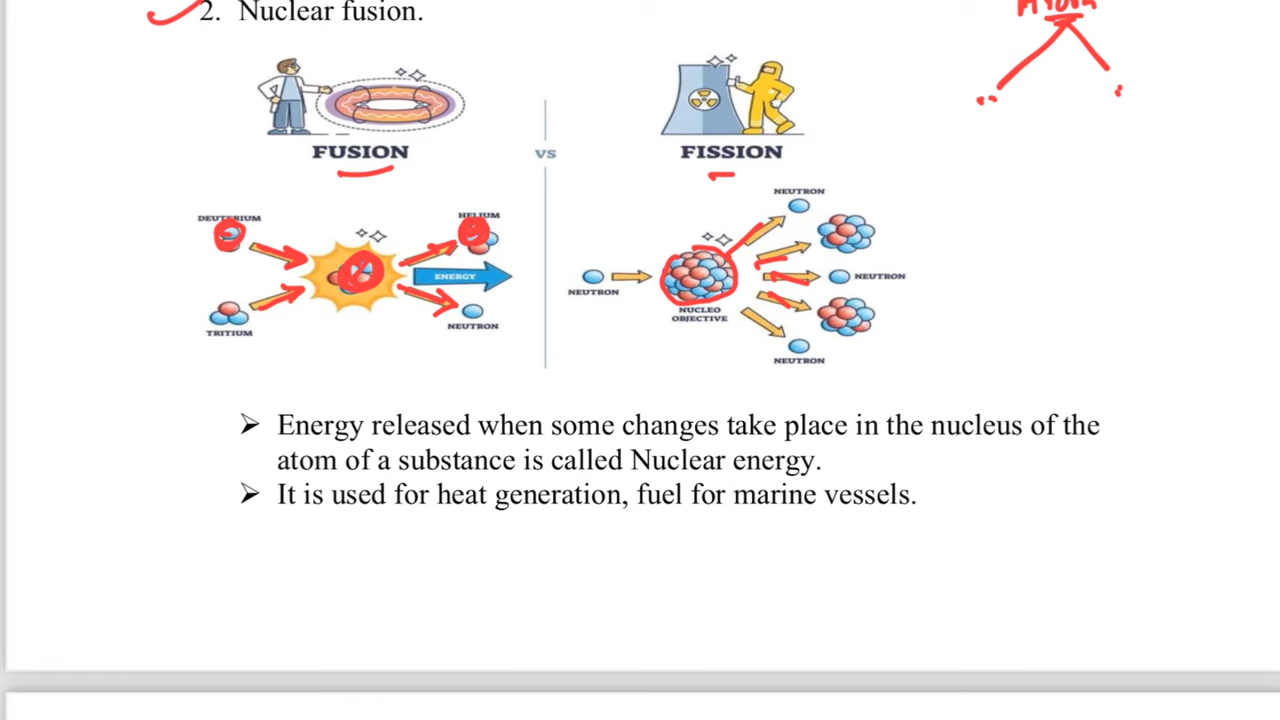 2. Nuclear fusion.
Atom
FUSION
VS
FISSION
DEUTERIUM
HELIUM
ENERGY
TRITIUM
NEUTRON
NEUTRON
NEUTRON
NUCLEO
OBJECTIVE
NEUTRON
NEUTRON
➤ Energy released when some changes take place in the nucleus of the
atom of a substance is called Nuclear energy.
➤ It is used for heat generation, fuel for marine vessels.